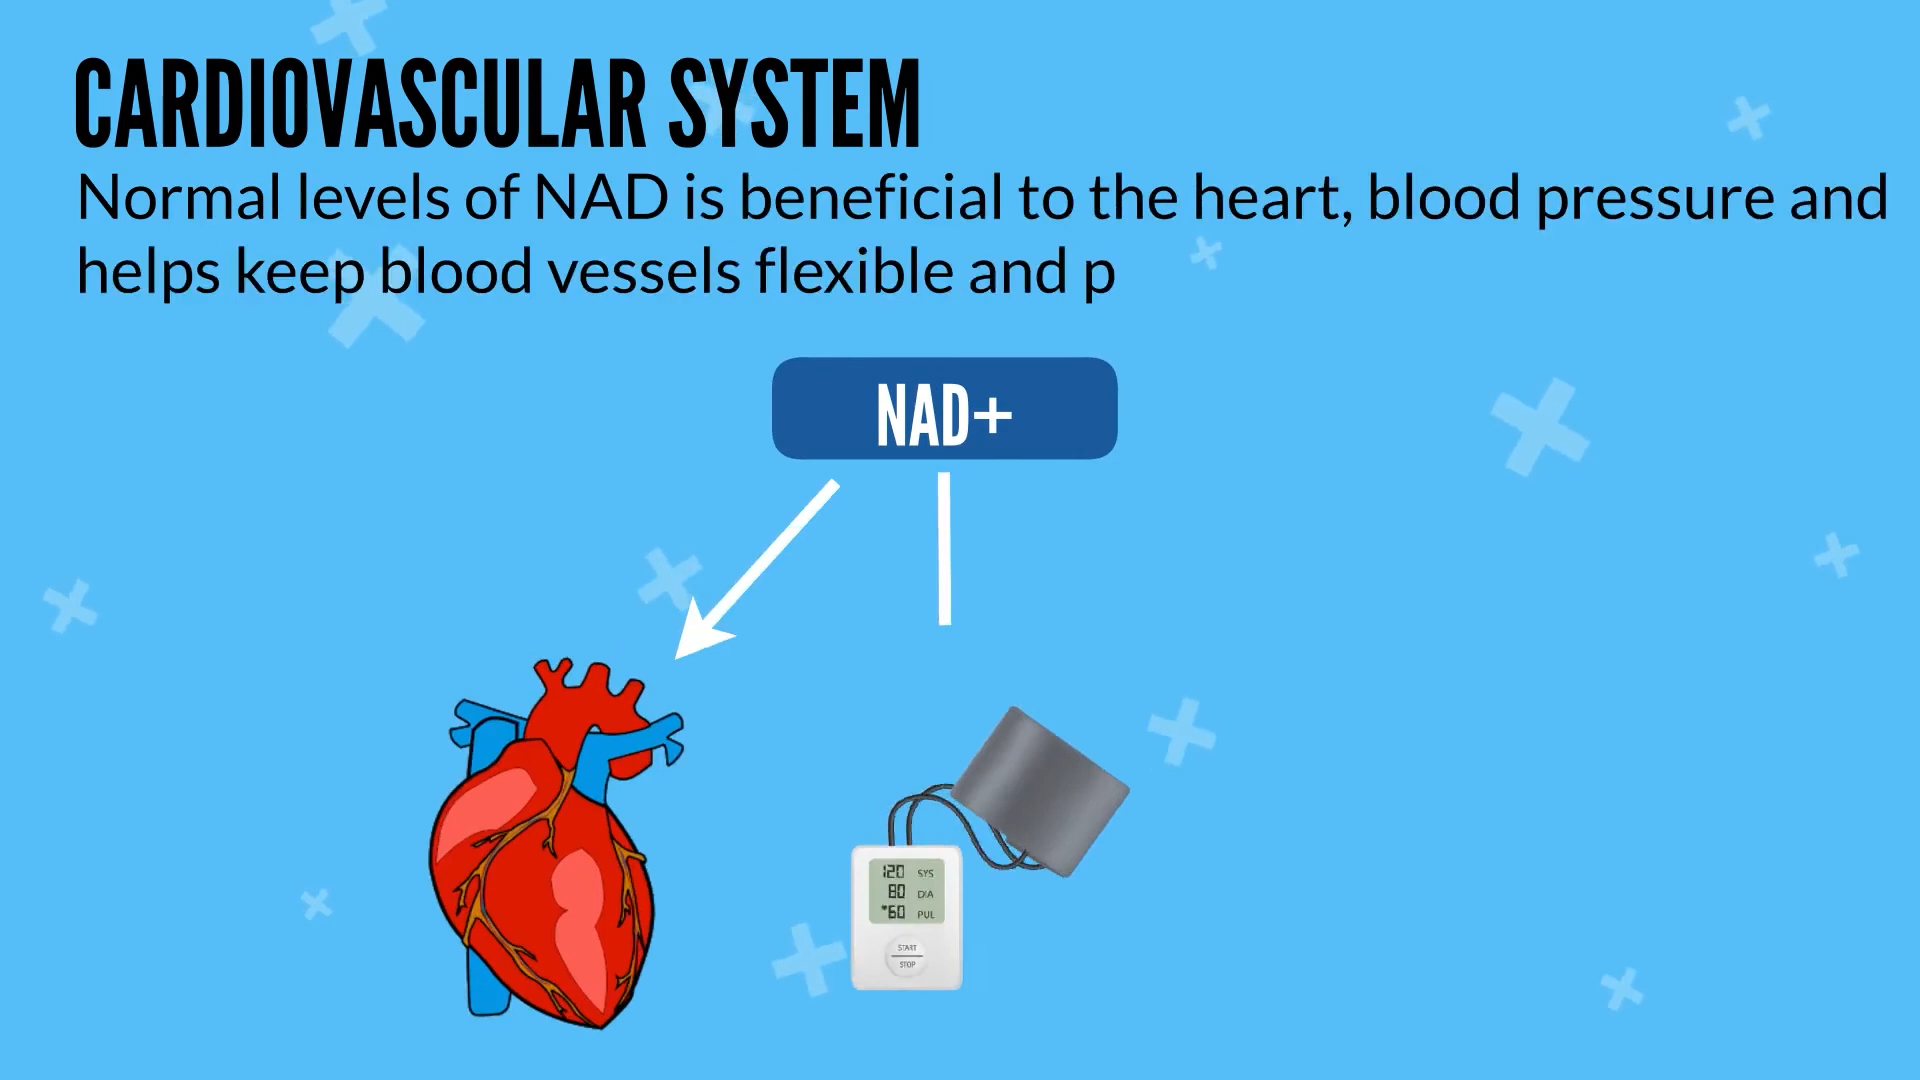 CARDIOVASCULAR SYSTEM
Normal levels of NAD is beneficial to the heart, blood pressure and
helps keep blood vessels flexible and p
NAD+
120 SYS
80 DIA
60 PUL
START
STOP